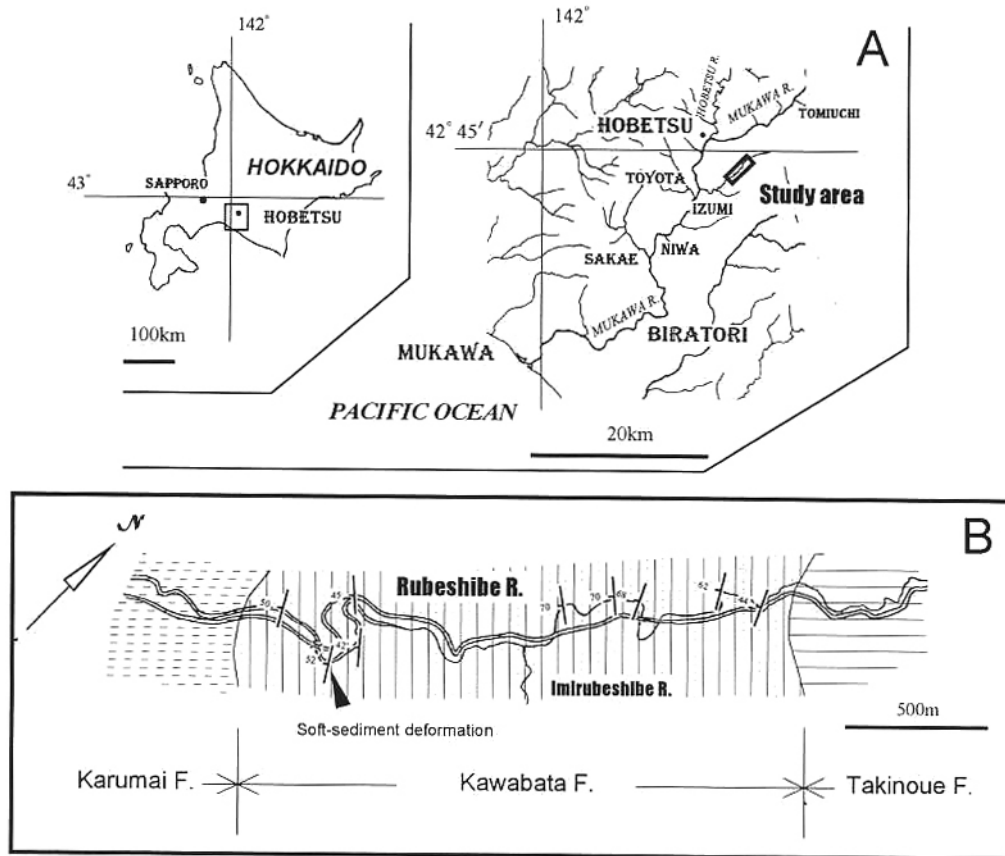 142°
A
43°
SAPPORO
HOKKAIDO
HOBETSU
100km
142°
42° 45′
HOBETSU R.
MUKAWA R.
TOMIUCHI
HOBETSU
TOYOTA
IZUMI
Study area
NIWA
SAKAE
MUKAWA R.
BIRATORI
MUKAWA
PACIFIC OCEAN
20km
B
N
Rubeshibe R.
50
45
42
52
70
70
68
62
44
Imirubeshibe R.
500m
Soft-sediment deformation
Karumai F.
Kawabata F.
Takinoue F.